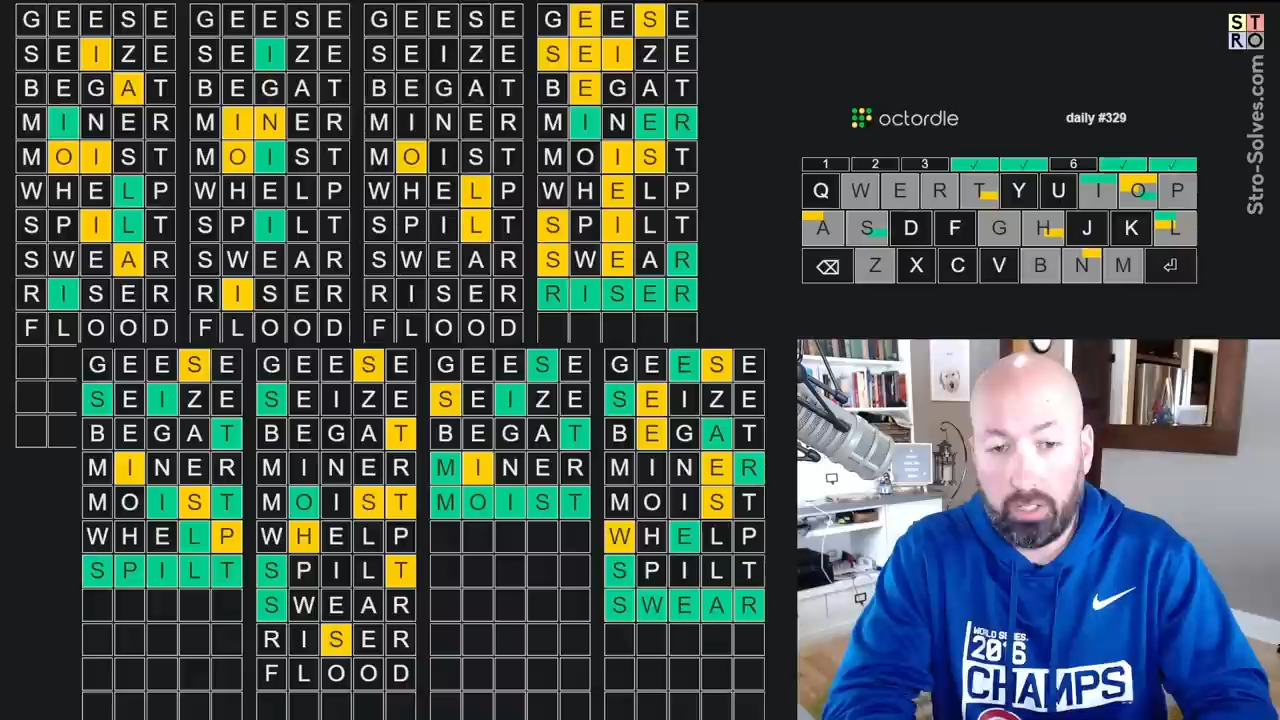 GEESE GEESE GEESE GEESE
SEIZE SEIZE SEIZE SEIZE
BEGAT BEGAT BEGAT BEGAT
MINER MINER MINER MINER
MOIST MOIST MOIST MOIST
WHELP WHELP WHELP WHELP
SPILT SPILT SPILT SPILT
SWEAR SWEAR SWEAR SWEAR
RISER RISER RISER RISER
FLOOD FLOOD FLOOD
GEESE GEESE GEESE GEESE
SEIZE SEIZE SEIZE SEIZE
BEGAT BEGAT BEGAT BEGAT
MINER MINER MINER MINER
MOIST MOIST MOIST MOIST
WHELP WHELP WHELP
SPILT SPILT SPILT
SWEAR SWEAR
RISER
FLOOD
octordle daily #329
1 2 3 ✓ ✓ 6 ✓ ✓
Q W E R T Y U I O P
A S D F G H J K L
⌫ Z X C V B N M ⏎
ST
RO
Stro-Solves.com
WORLD SERIES
2016
CHAMPS